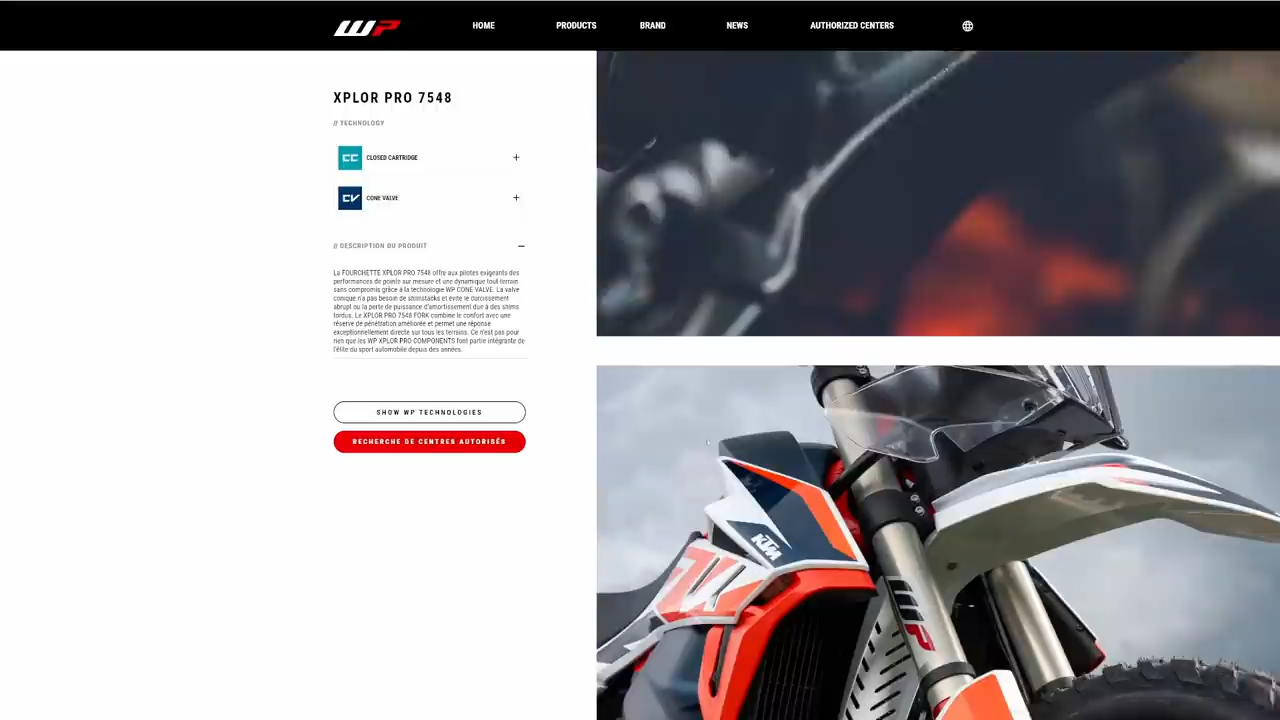 WP
HOME
PRODUCTS
BRAND
NEWS
AUTHORIZED CENTERS
XPLOR PRO 7548
// TECHNOLOGY
CC CLOSED CARTRIDGE +
CV CONE VALVE +
// DESCRIPTION DU PRODUIT −
La FOURCHETTE XPLOR PRO 7548 offre aux pilotes exigeants des
performances de pointe sur mesure et une dynamique tout-terrain
sans compromis grâce à la technologie WP CONE VALVE. La valve
conique n'a pas besoin de shimstacks et évite le durcissement
abrupt ou la perte de puissance d'amortissement due à des shims
tordus. Le XPLOR PRO 7548 FORK combine le confort avec une
réserve de pénétration améliorée et permet une réponse
exceptionnellement directe sur tous les terrains. Ce n'est pas pour
rien que les WP XPLOR PRO COMPONENTS font partie intégrante de
l'élite du sport automobile depuis des années.
SHOW WP TECHNOLOGIES
RECHERCHE DE CENTRES AUTORISÉS
KTM
WP